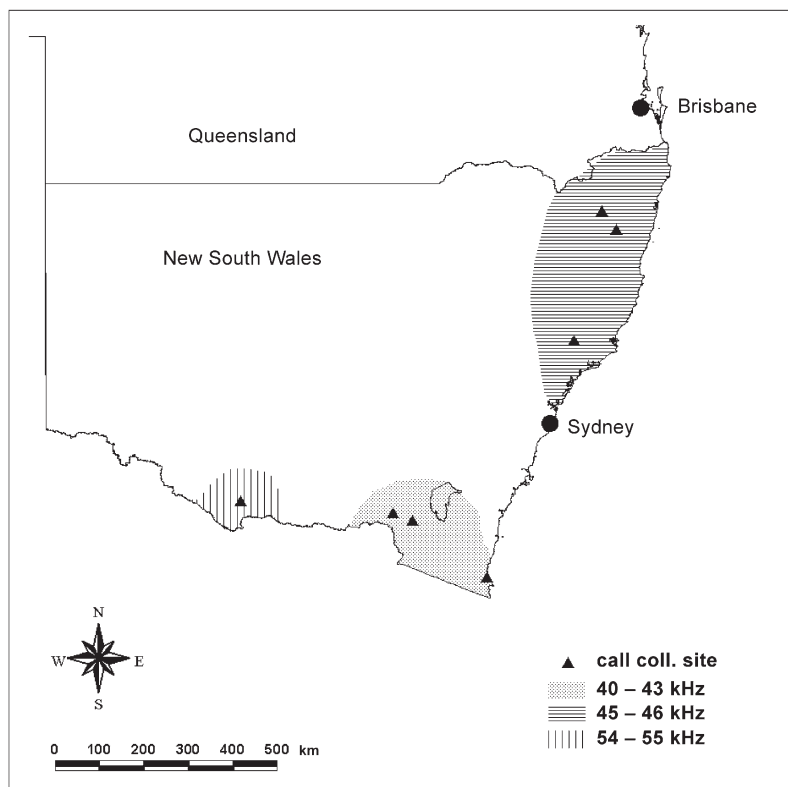 Brisbane
Queensland
New South Wales
Sydney
N
W E
S
call coll. site
40 – 43 kHz
45 – 46 kHz
54 – 55 kHz
0 100 200 300 400 500 km